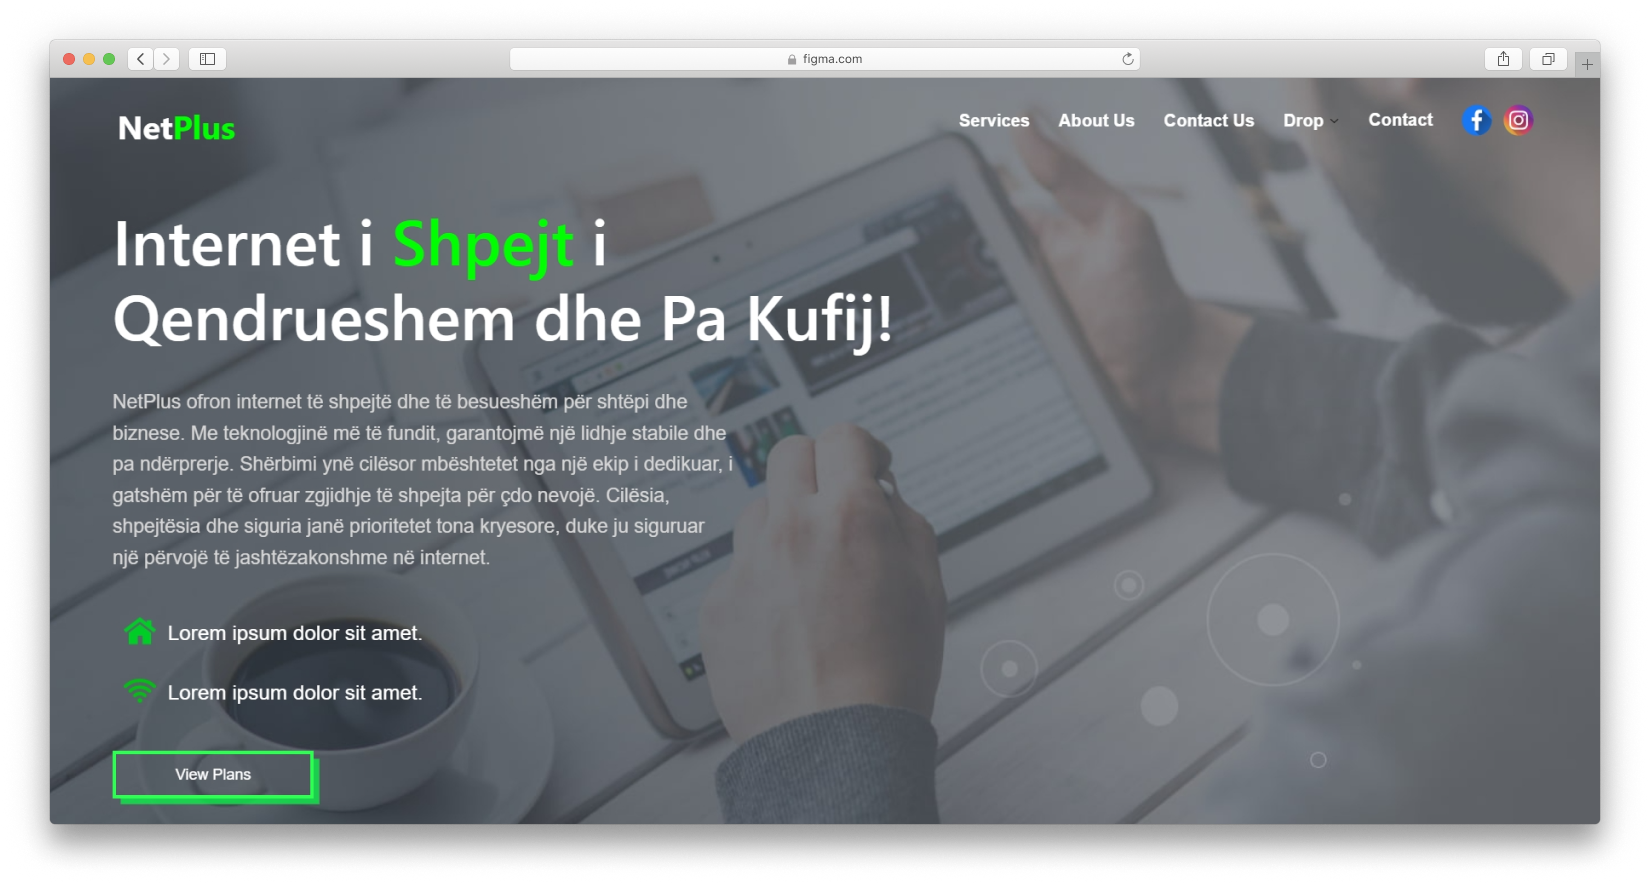 figma.com
NetPlus
Services About Us Contact Us Drop Contact
Internet i Shpejt i
Qendrueshem dhe Pa Kufij!
NetPlus ofron internet të shpejtë dhe të besueshëm për shtëpi dhe
biznese. Me teknologjinë më të fundit, garantojmë një lidhje stabile dhe
pa ndërprerje. Shërbimi ynë cilësor mbështetet nga një ekip i dedikuar, i
gatshëm për të ofruar zgjidhje të shpejta për çdo nevojë. Cilësia,
shpejtësia dhe siguria janë prioritetet tona kryesore, duke ju siguruar
një përvojë të jashtëzakonshme në internet.
Lorem ipsum dolor sit amet.
Lorem ipsum dolor sit amet.
View Plans